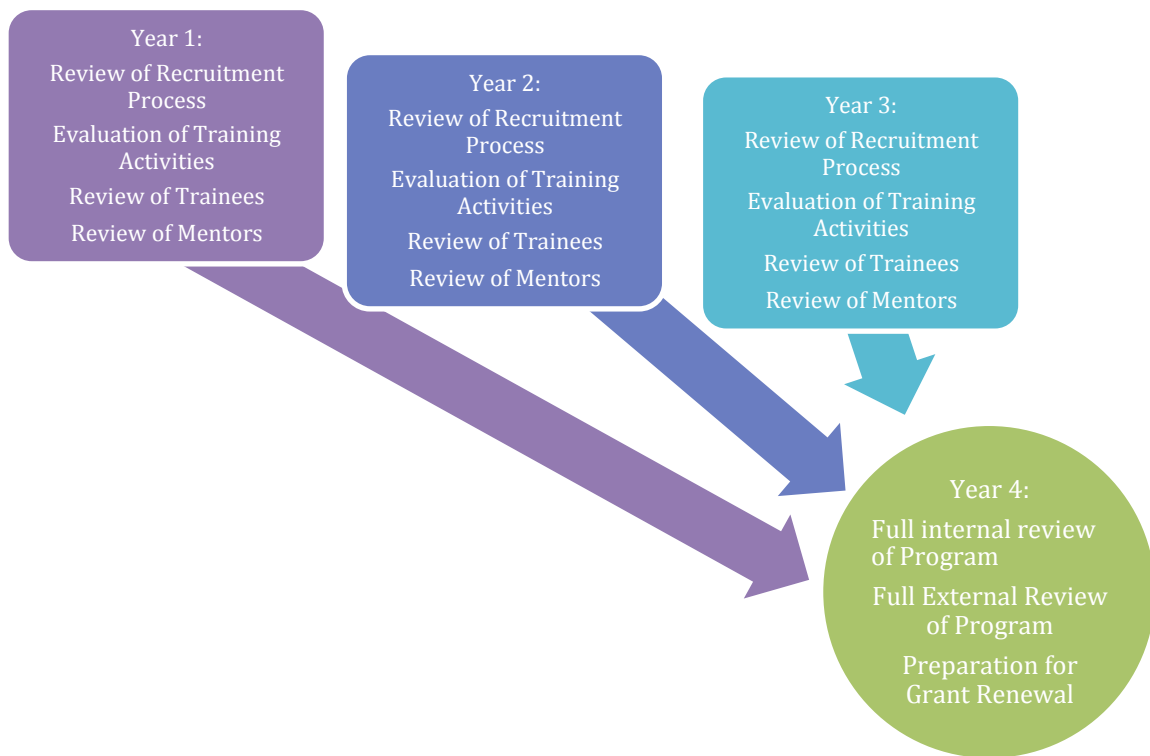 Year 1:
Review of Recruitment
Process
Evaluation of Training
Activities
Review of Trainees
Review of Mentors
Year 2:
Review of Recruitment
Process
Evaluation of Training
Activities
Review of Trainees
Review of Mentors
Year 3:
Review of Recruitment
Process
Evaluation of Training
Activities
Review of Trainees
Review of Mentors
Year 4:
Full internal review
of Program
Full External Review
of Program
Preparation for
Grant Renewal